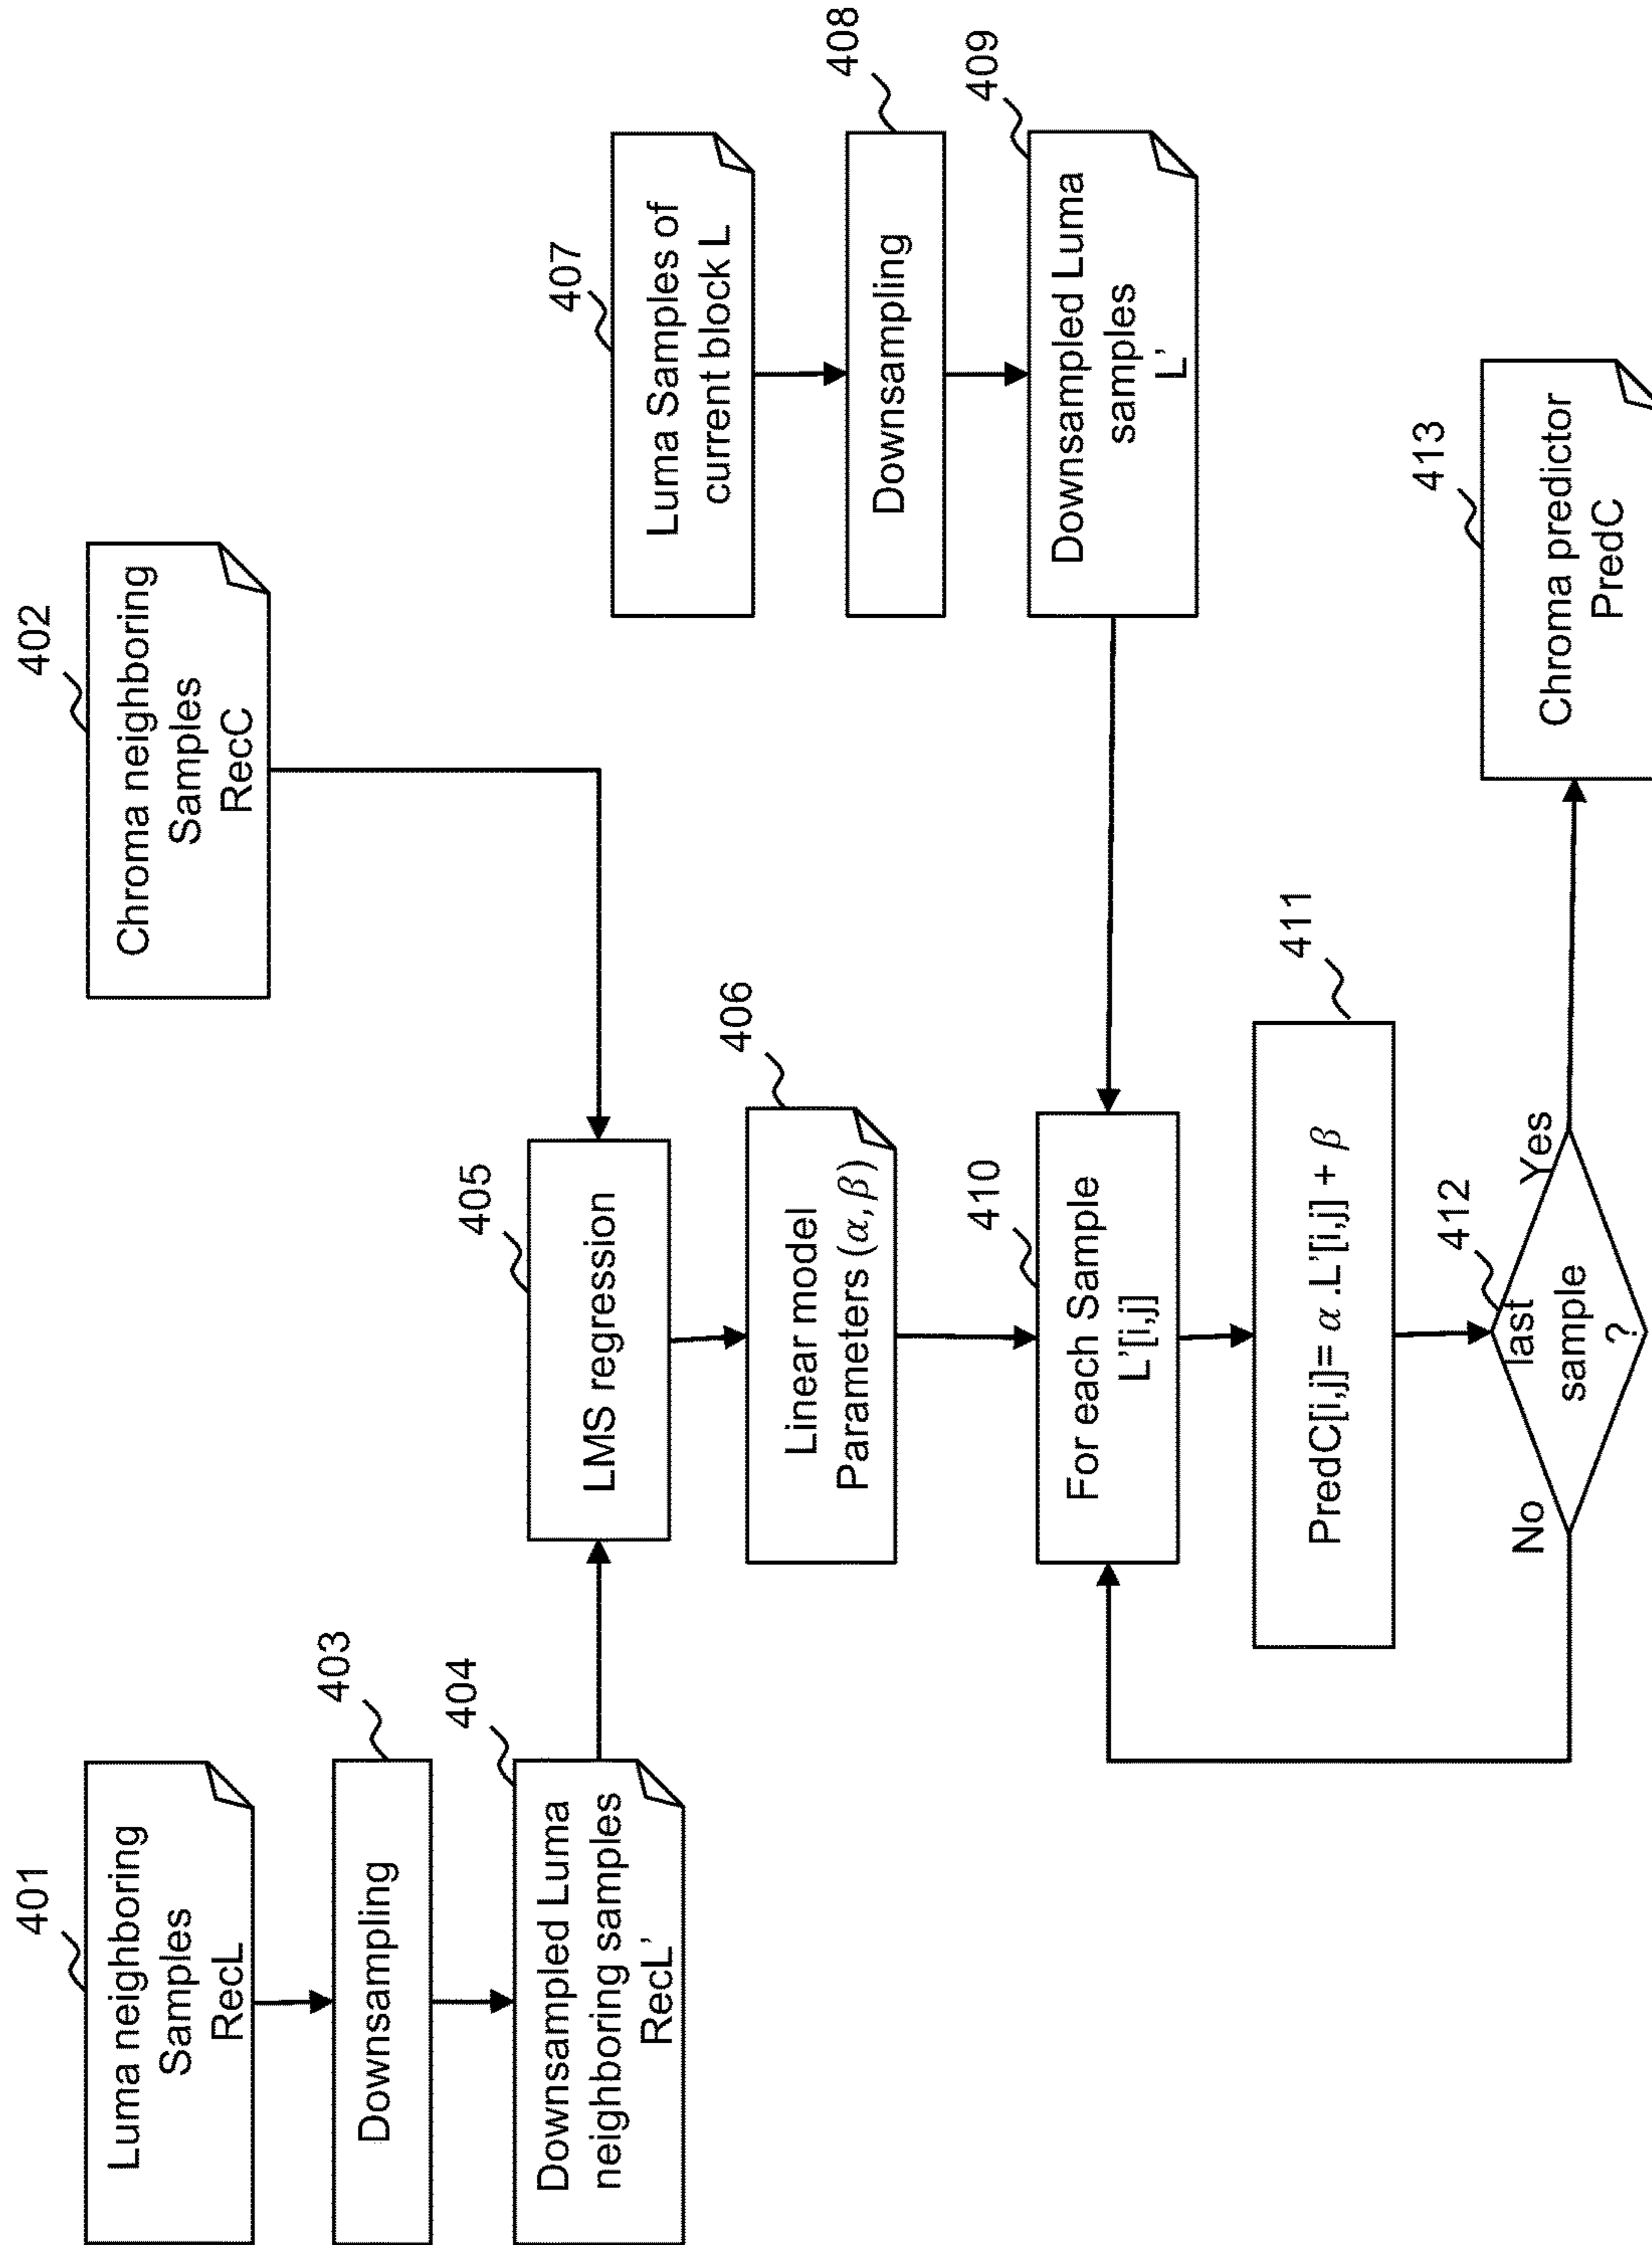 401
Luma neighboring
Samples
RecL
403
Downsampling
404
Downsampled Luma
neighboring samples
RecL'
402
Chroma neighboring
Samples
RecC
405
LMS regression
406
Linear model
Parameters (α, β)
407
Luma Samples of
current block L
408
Downsampling
409
Downsampled Luma
samples
L'
410
For each Sample
L'[i,j]
411
PredC[i,j]= α .L'[i,j] + β
412
last
sample
?
No
Yes
413
Chroma predictor
PredC